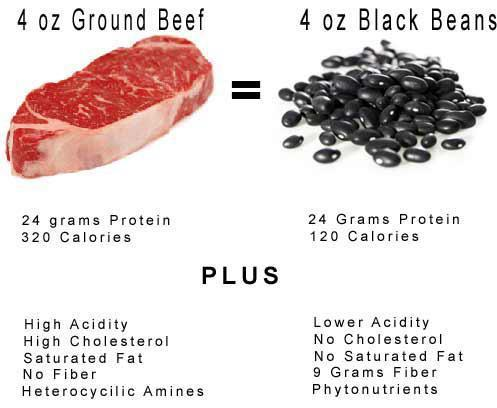 4 oz Ground Beef
4 oz Black Beans
=
24 grams Protein
320 Calories
24 Grams Protein
120 Calories
PLUS
High Acidity
High Cholesterol
Saturated Fat
No Fiber
Heterocycilic Amines
Lower Acidity
No Cholesterol
No Saturated Fat
9 Grams Fiber
Phytonutrients